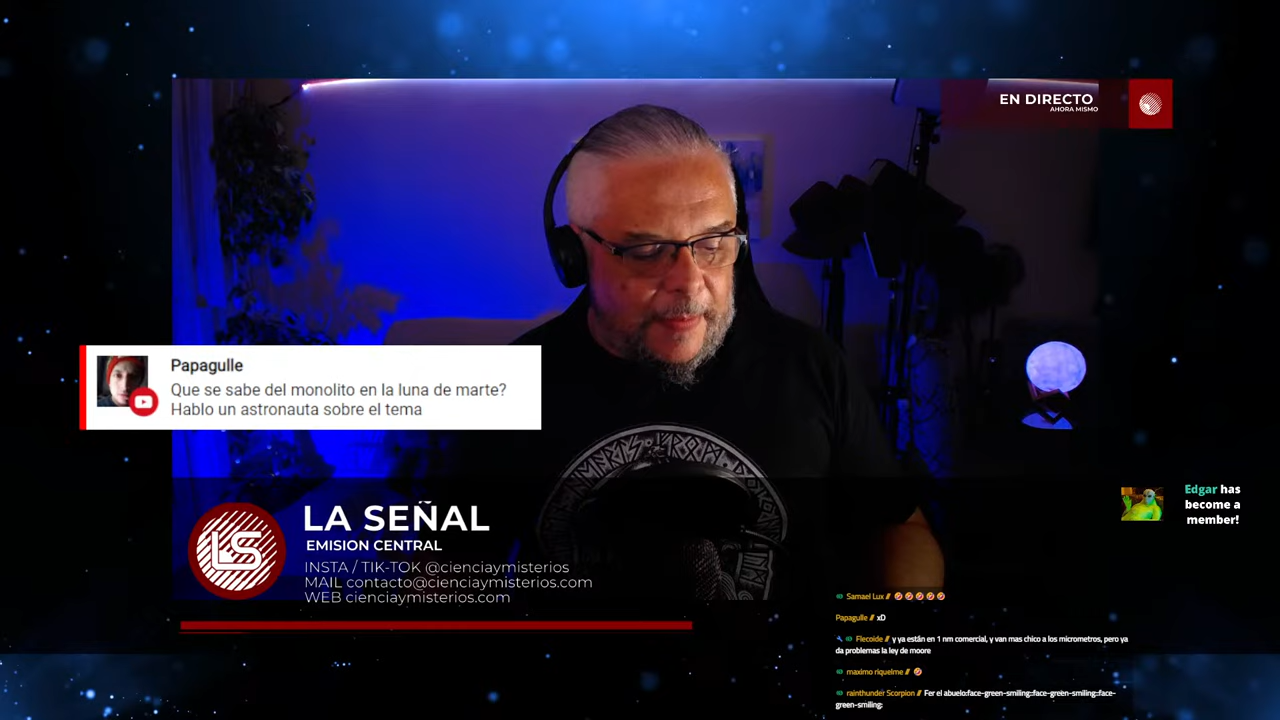 EN DIRECTO
AHORA MISMO
Papagulle
Que se sabe del monolito en la luna de marte?
Hablo un astronauta sobre el tema
Edgar has
become a
member!
LA SEÑAL
LS
EMISION CENTRAL
INSTA / TIK-TOK @cienciaymisterios
MAIL contacto@cienciaymisterios.com
WEB cienciaymisterios.com
Samael Lux // 🤣🤣🤣🤣🤣
Papagulle // xD
Flecoide // y ya están en 1 nm comercial, y van mas chico a los micrometros, pero ya
da problemas la ley de moore
maximo riquelme // 🤣
rainthunder Scorpion // Fer el abuelo:face-green-smiling::face-green-smiling::face-
green-smiling: